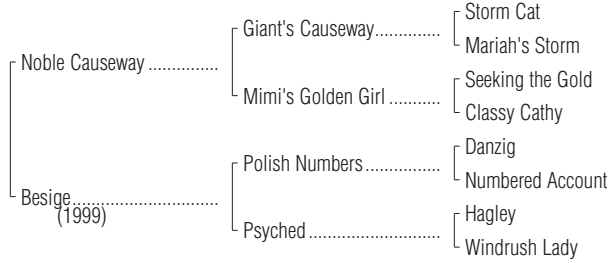 Storm Cat
Giant's Causeway..............
Mariah's Storm
Noble Causeway ...............
Seeking the Gold
Mimi's Golden Girl ...........
Classy Cathy
Danzig
Polish Numbers................
Numbered Account
Besige..............................
(1999)
Hagley
Psyched ............................
Windrush Lady